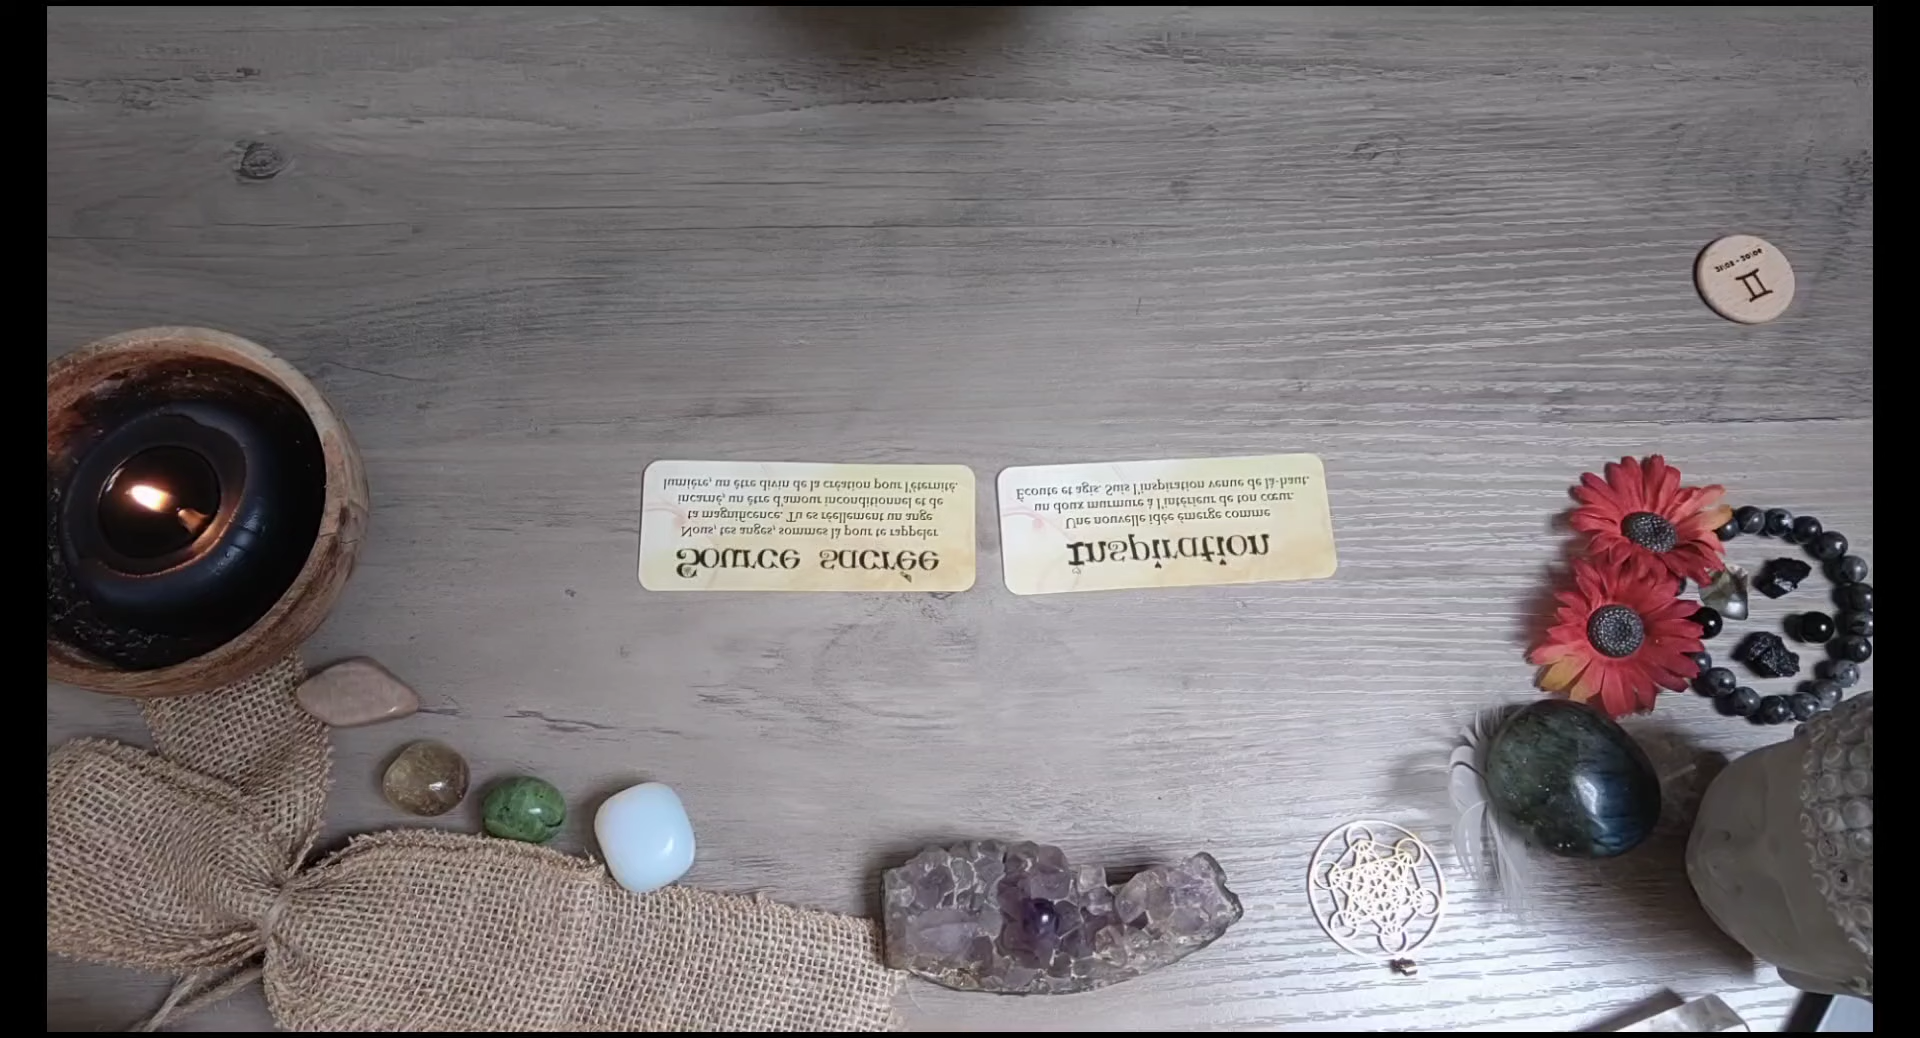 Source sacrée
Nous, tes anges, sommes là pour te rappeler
ta magnificence. Tu es réellement un ange
incarné, un être d'amour inconditionnel et de
lumière, un être divin de la création pour l'éternité.
Inspiration
Une nouvelle idée émerge comme
un doux murmure à l'intérieur de ton cœur.
Écoute et agis. Suis l'inspiration venue de là-haut.